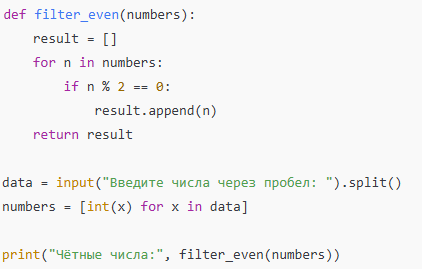 def filter_even(numbers):
    result = []
    for n in numbers:
        if n % 2 == 0:
            result.append(n)
    return result

data = input("Введите числа через пробел: ").split()
numbers = [int(x) for x in data]

print("Чётные числа:", filter_even(numbers))